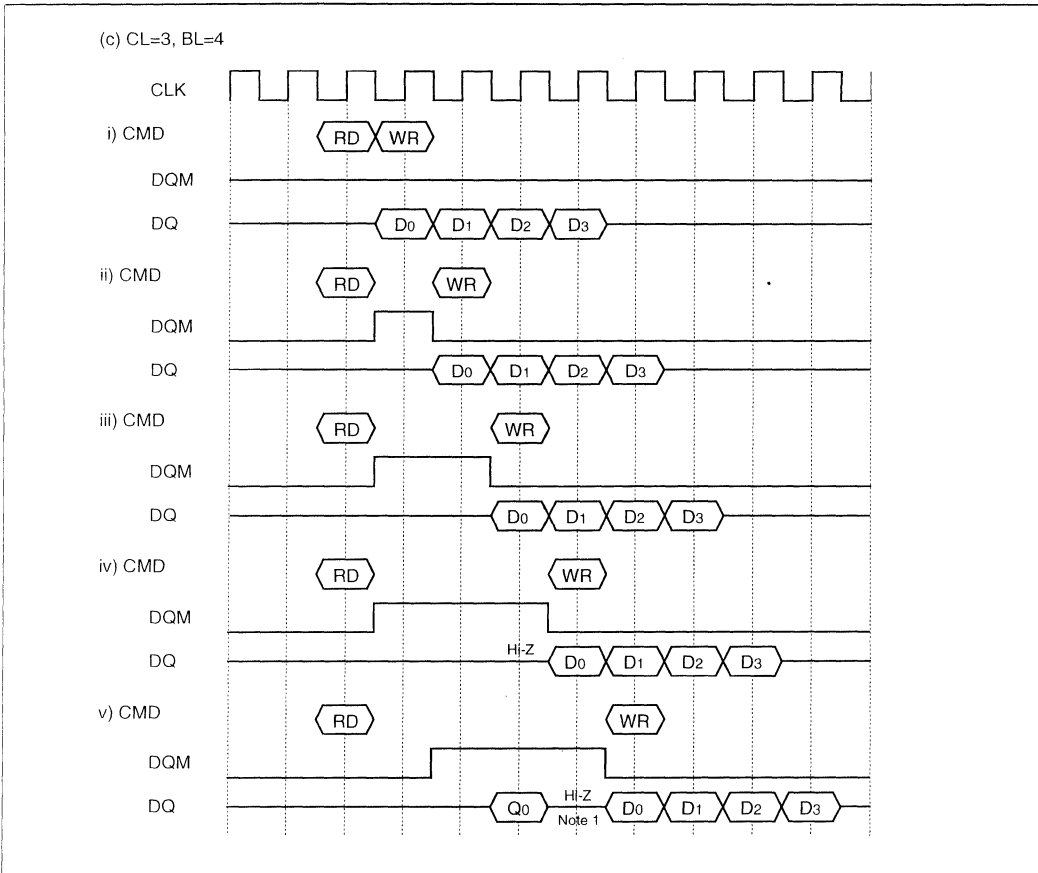 (c) CL=3, BL=4
CLK
i) CMD RD WR
DQM
DQ D0 D1 D2 D3
ii) CMD RD WR
DQM
DQ D0 D1 D2 D3
iii) CMD RD WR
DQM
DQ D0 D1 D2 D3
iv) CMD RD WR
DQM
DQ Hi-Z D0 D1 D2 D3
v) CMD RD WR
DQM
DQ Q0 Hi-Z D0 D1 D2 D3
Note 1